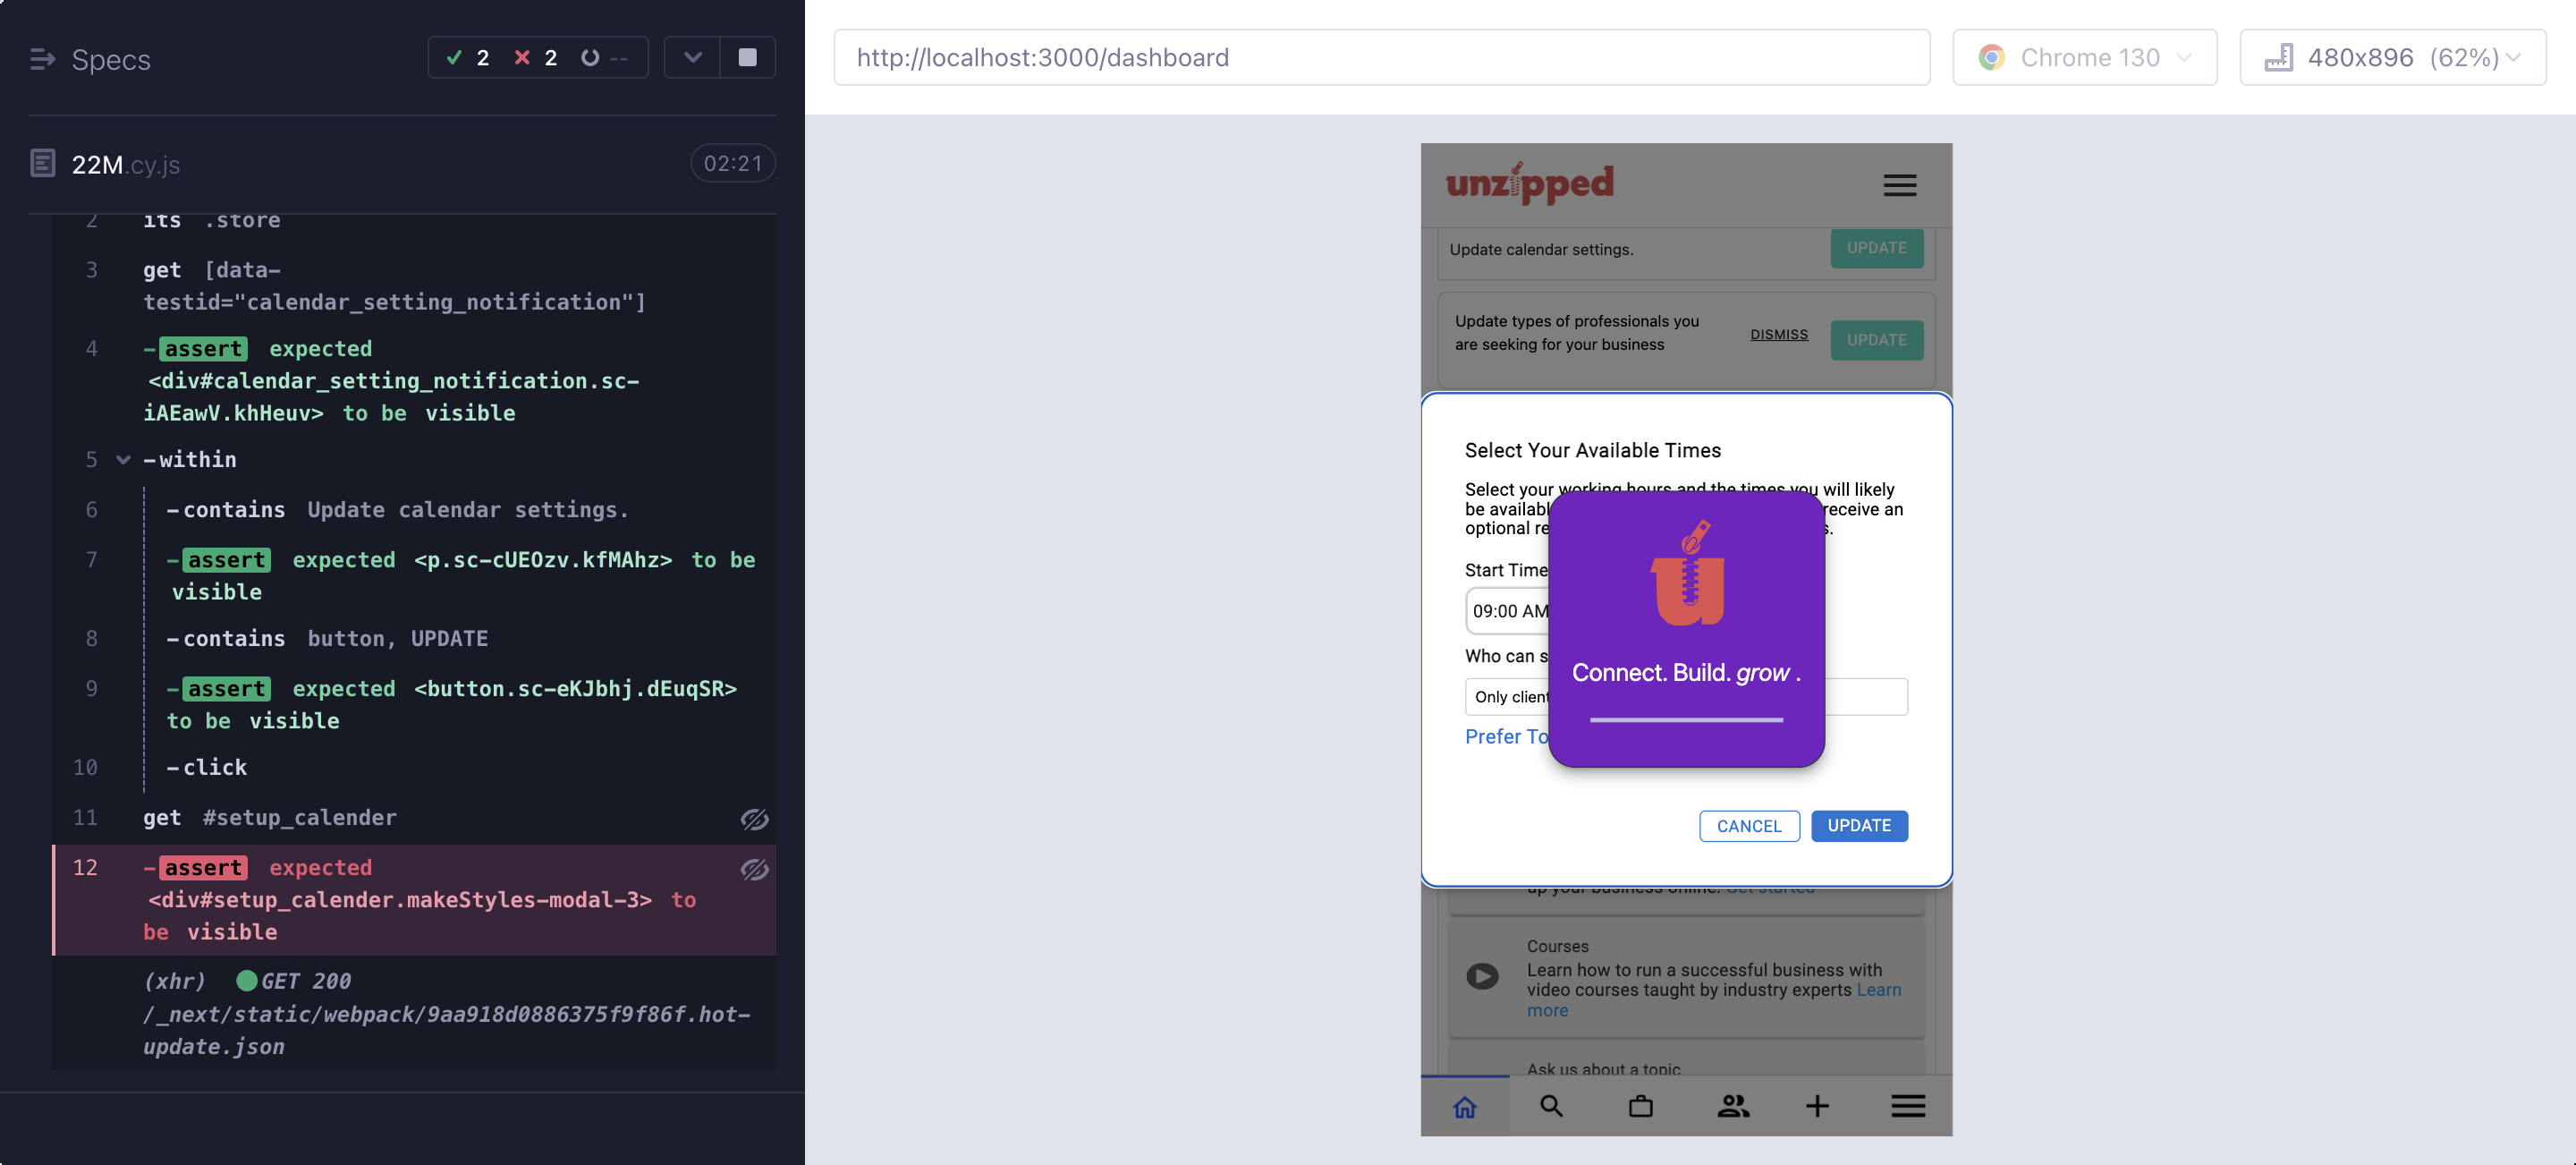 Specs
2
2
--
22M.cy.js
02:21
2 its .store
3 get [data-
testid="calendar_setting_notification"]
4 -assert expected
<div#calendar_setting_notification.sc-
iAEawV.khHeuv> to be visible
5 -within
6 -contains Update calendar settings.
7 -assert expected <p.sc-cUEOzv.kfMAhz> to be
visible
8 -contains button, UPDATE
9 -assert expected <button.sc-eKJbhj.dEuqSR>
to be visible
10 -click
11 get #setup_calender
12 -assert expected
<div#setup_calender.makeStyles-modal-3> to
be visible
(xhr) GET 200
/_next/static/webpack/9aa918d0886375f9f86f.hot-
update.json
http://localhost:3000/dashboard
Chrome 130
480x896 (62%)
unzipped
Update calendar settings.
UPDATE
Update types of professionals you
are seeking for your business
DISMISS
UPDATE
Select Your Available Times
Select your working hours and the times you will likely
be availabl receive an
optional re s.
Start Time
09:00 AM
Who can s
Only client
Prefer To
u
Connect. Build. grow .
CANCEL
UPDATE
up your business online. Get started
Courses
Learn how to run a successful business with
video courses taught by industry experts Learn
more
Ask us about a topic